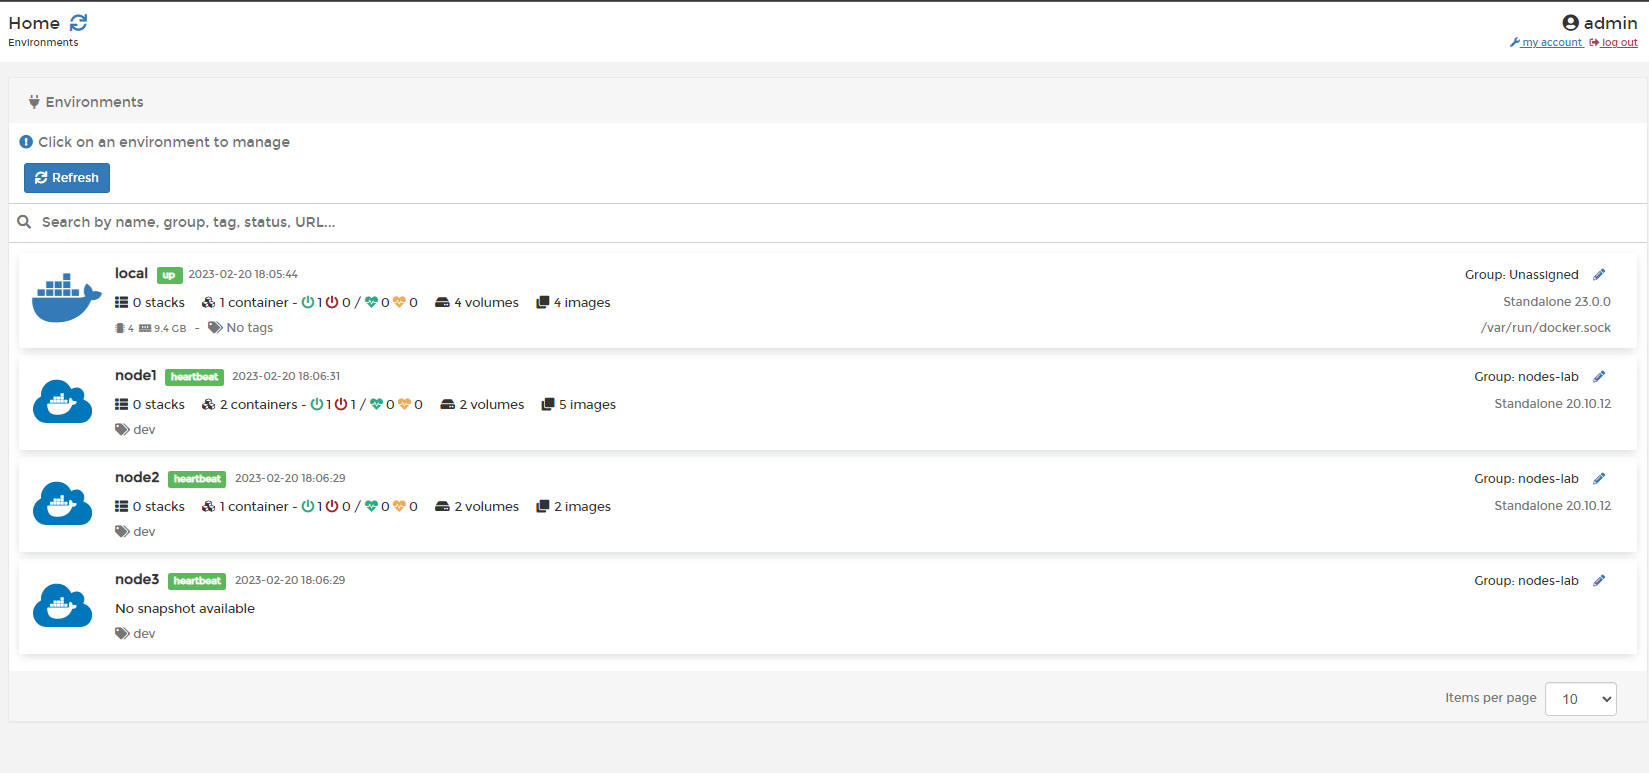 Home
Environments
admin
my account log out
Environments
Click on an environment to manage
Refresh
Search by name, group, tag, status, URL...
local up 2023-02-20 18:05:44 Group: Unassigned
0 stacks 1 container - 1 0 / 0 0 4 volumes 4 images Standalone 23.0.0
4 9.4 GB - No tags /var/run/docker.sock
node1 heartbeat 2023-02-20 18:06:31 Group: nodes-lab
0 stacks 2 containers - 1 1 / 0 0 2 volumes 5 images Standalone 20.10.12
dev
node2 heartbeat 2023-02-20 18:06:29 Group: nodes-lab
0 stacks 1 container - 1 0 / 0 0 2 volumes 2 images Standalone 20.10.12
dev
node3 heartbeat 2023-02-20 18:06:29 Group: nodes-lab
No snapshot available
dev
Items per page 10